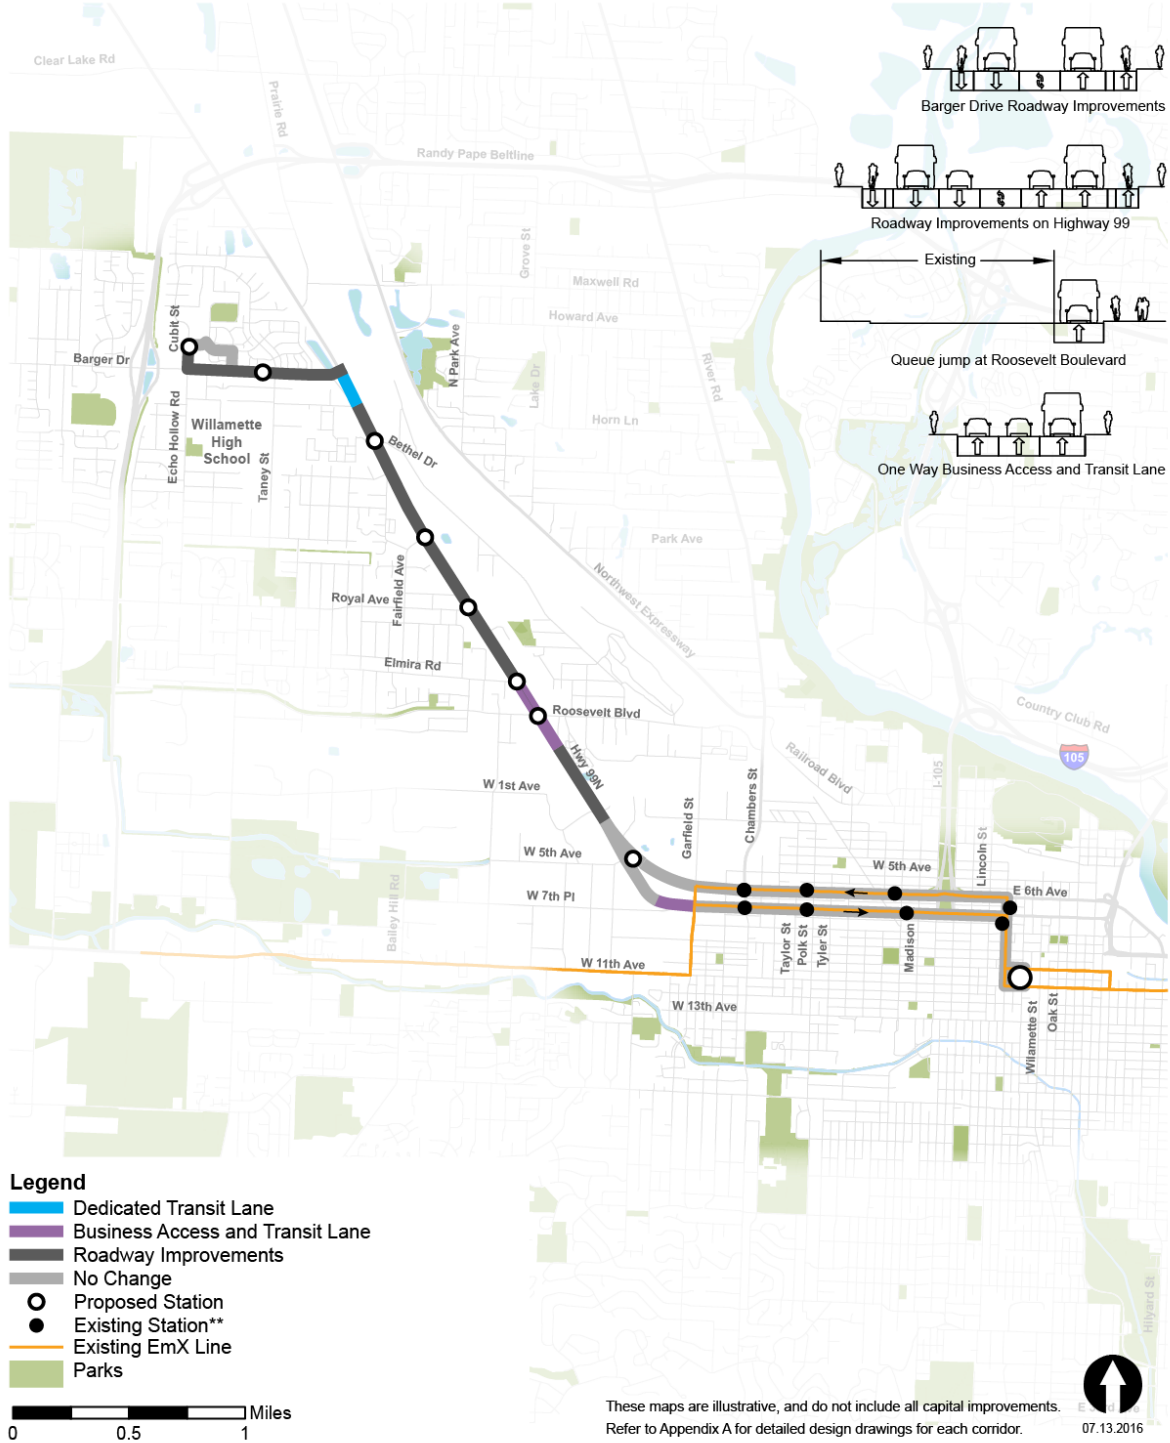 Clear Lake Rd
Prairie Rd
Randy Pape Beltline
Barger Drive Roadway Improvements
Roadway Improvements on Highway 99
Existing
Queue jump at Roosevelt Boulevard
One Way Business Access and Transit Lane
Grove St
Maxwell Rd
Howard Ave
Cubit St
Barger Dr
N Park Ave
Lake Dr
River Rd
Horn Ln
Echo Hollow Rd
Willamette
High
School
Taney St
Bethel Dr
Park Ave
Northwest Expressway
Royal Ave
Fairfield Ave
Elmira Rd
Roosevelt Blvd
Country Club Rd
105
Hwy 99N
Railroad Blvd
I-105
W 1st Ave
Garfield St
Chambers St
W 5th Ave
W 5th Ave
Lincoln St
E 6th Ave
W 7th Pl
Bailey Hill Rd
Taylor St
Polk St
Tyler St
Madison
W 11th Ave
W 13th Ave
Wilamette St
Oak St
Hilyard St
Legend
Dedicated Transit Lane
Business Access and Transit Lane
Roadway Improvements
No Change
Proposed Station
Existing Station**
Existing EmX Line
Parks
0 0.5 1 Miles
These maps are illustrative, and do not include all capital improvements.
Refer to Appendix A for detailed design drawings for each corridor.
07.13.2016